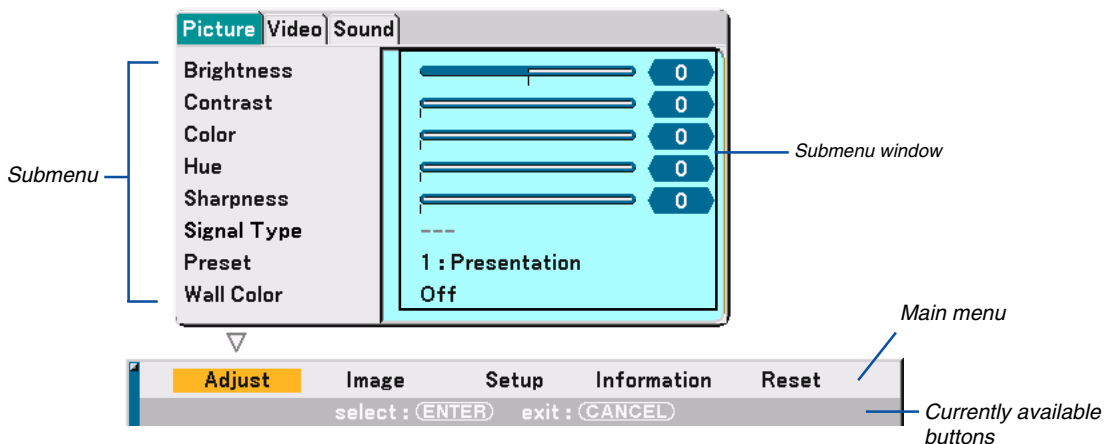 Picture Video Sound
Brightness 0
Contrast 0
Color 0
Hue 0
Sharpness 0
Signal Type ---
Preset 1 : Presentation
Wall Color Off
Submenu
Submenu window
Main menu
Adjust Image Setup Information Reset
select : ENTER exit : CANCEL
Currently available
buttons